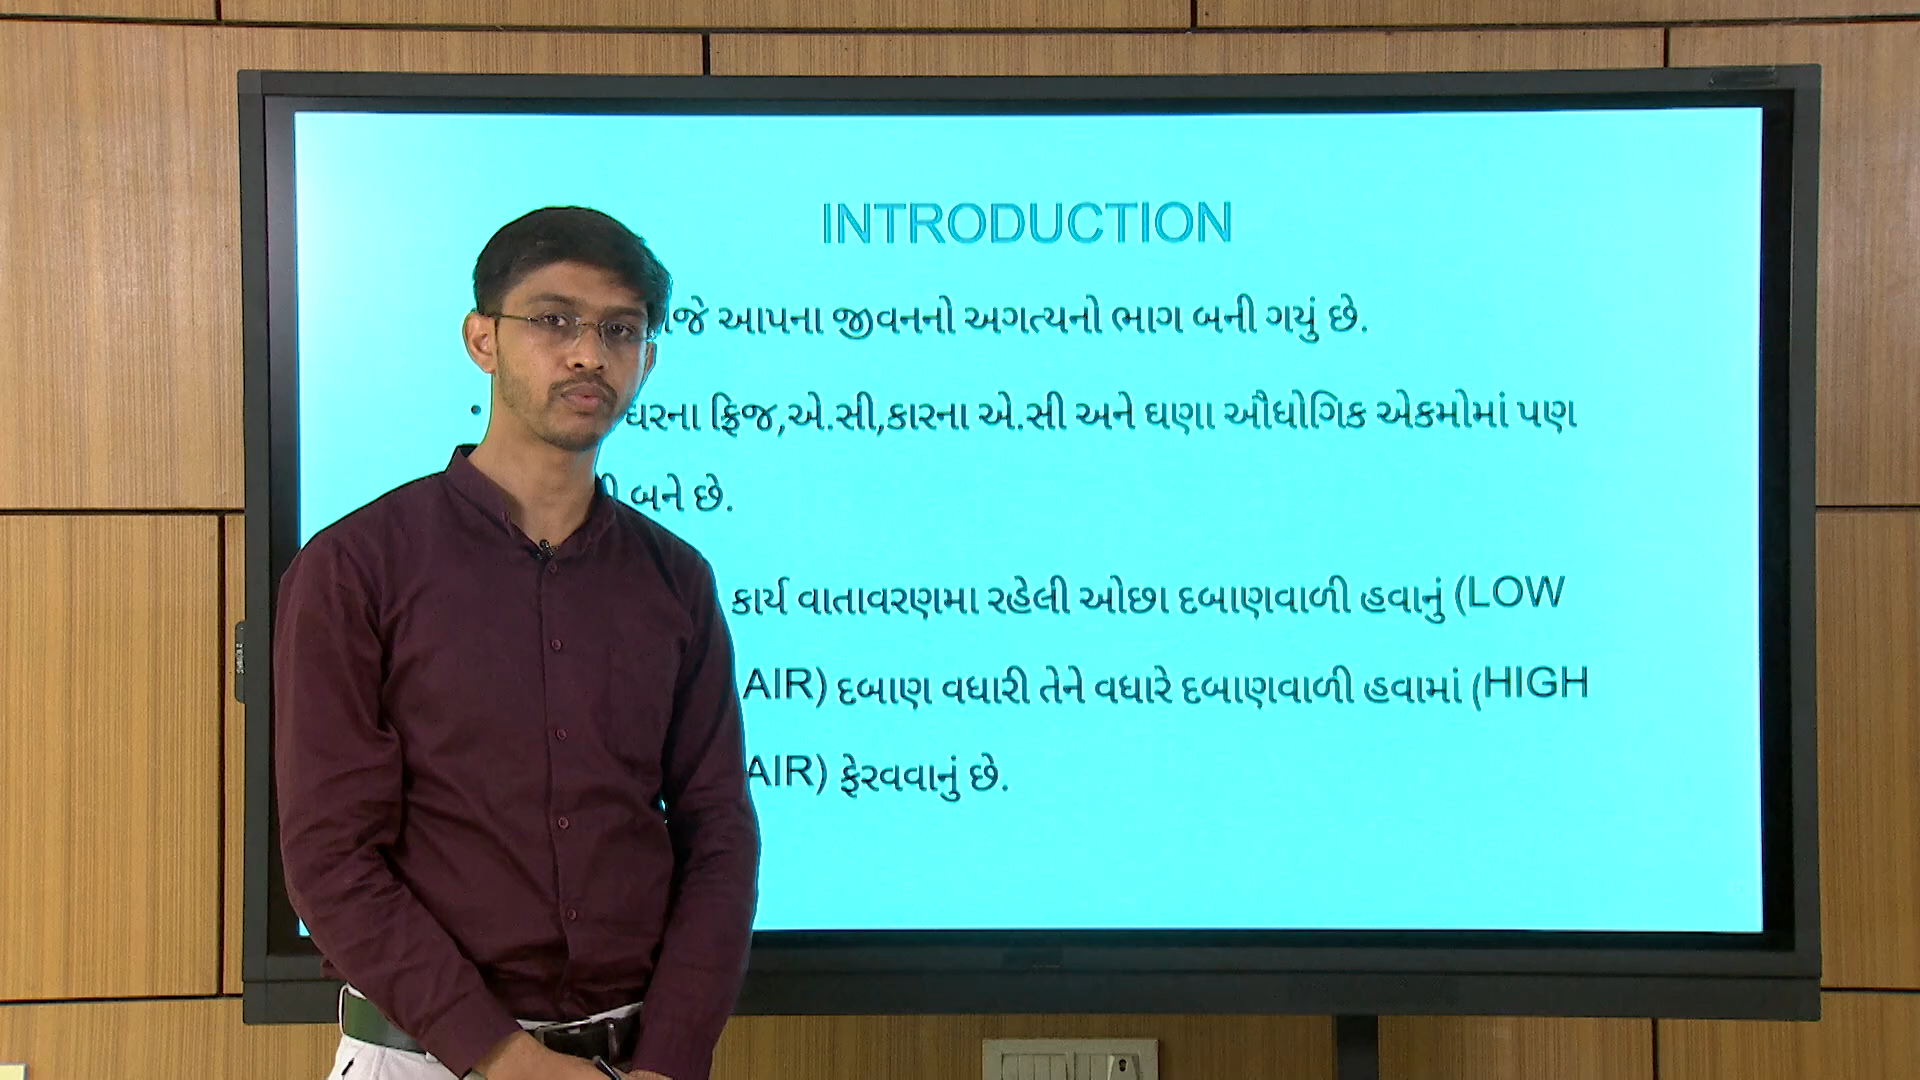 INTRODUCTION
આપના જીવનનો અગત્યનો ભાગ બની ગયું છે.
• ઘરના ફ્રિજ,એ.સી,કારના એ.સી અને ઘણા ઔધોગિક એકમોમાં પણ
બને છે.
કાર્ય વાતાવરણમા રહેલી ઓછા દબાણવાળી હવાનું (LOW
AIR) દબાણ વધારી તેને વધારે દબાણવાળી હવામાં (HIGH
AIR) ફેરવવાનું છે.